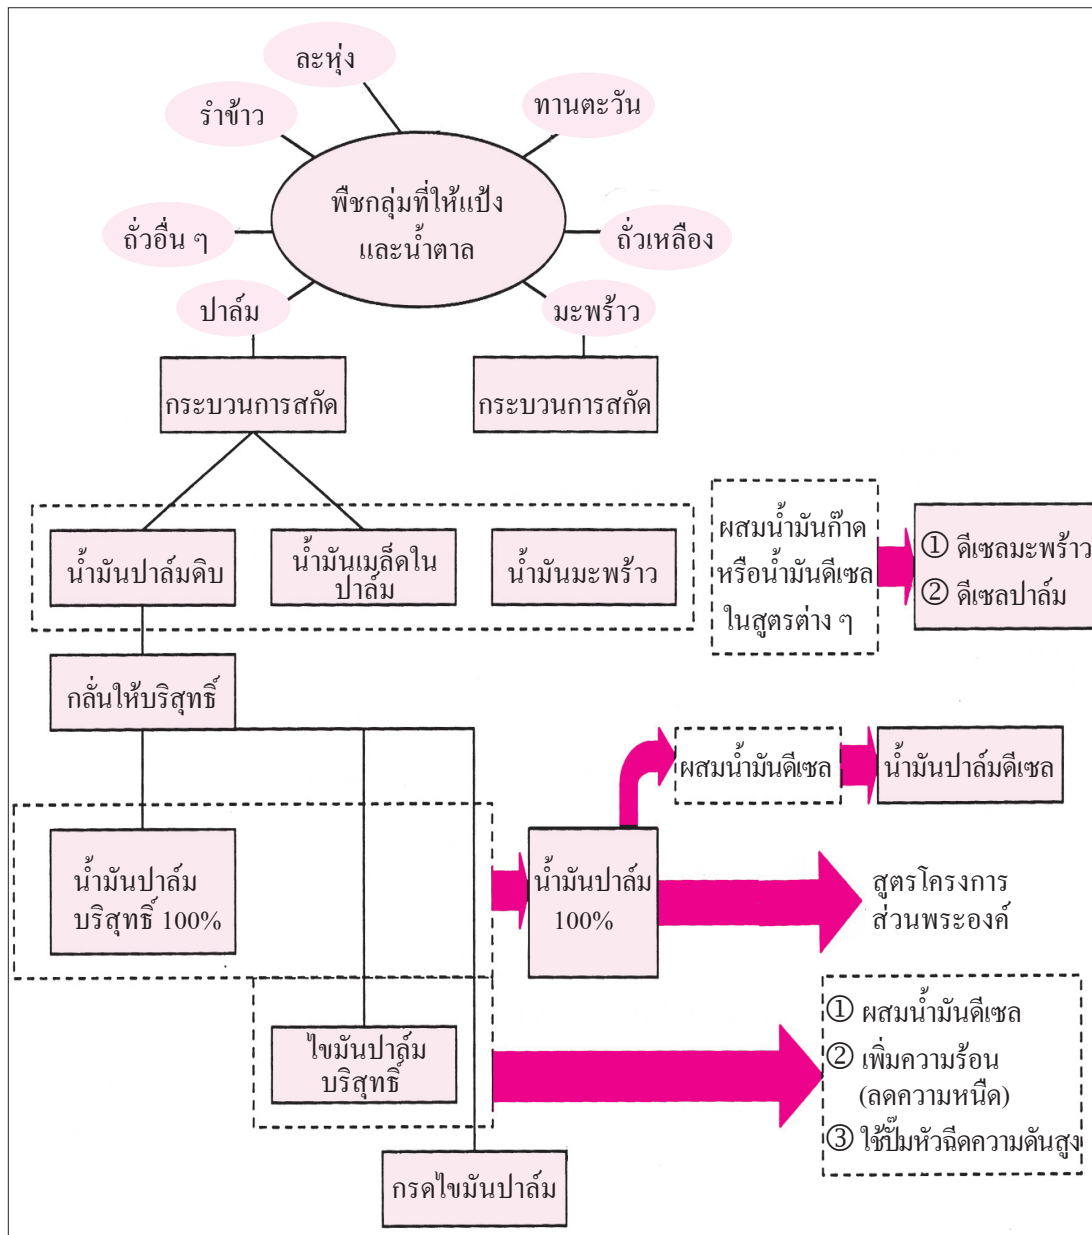 ละหุ่ง
รำข้าว
ทานตะวัน
พืชกลุ่มที่ให้แป้ง
และน้ำตาล
ถั่วอื่น ๆ
ถั่วเหลือง
ปาล์ม
มะพร้าว
กระบวนการสกัด
กระบวนการสกัด
น้ำมันปาล์มดิบ
น้ำมันเมล็ดใน
ปาล์ม
น้ำมันมะพร้าว
ผสมน้ำมันก๊าด
หรือน้ำมันดีเซล
ในสูตรต่าง ๆ
① ดีเซลมะพร้าว
② ดีเซลปาล์ม
กลั่นให้บริสุทธิ์
ผสมน้ำมันดีเซล
น้ำมันปาล์มดีเซล
น้ำมันปาล์ม
บริสุทธิ์ 100%
น้ำมันปาล์ม
100%
สูตรโครงการ
ส่วนพระองค์
ไขมันปาล์ม
บริสุทธิ์
① ผสมน้ำมันดีเซล
② เพิ่มความร้อน
(ลดความหนืด)
③ ใช้ปั๊มหัวฉีดความดันสูง
กรดไขมันปาล์ม